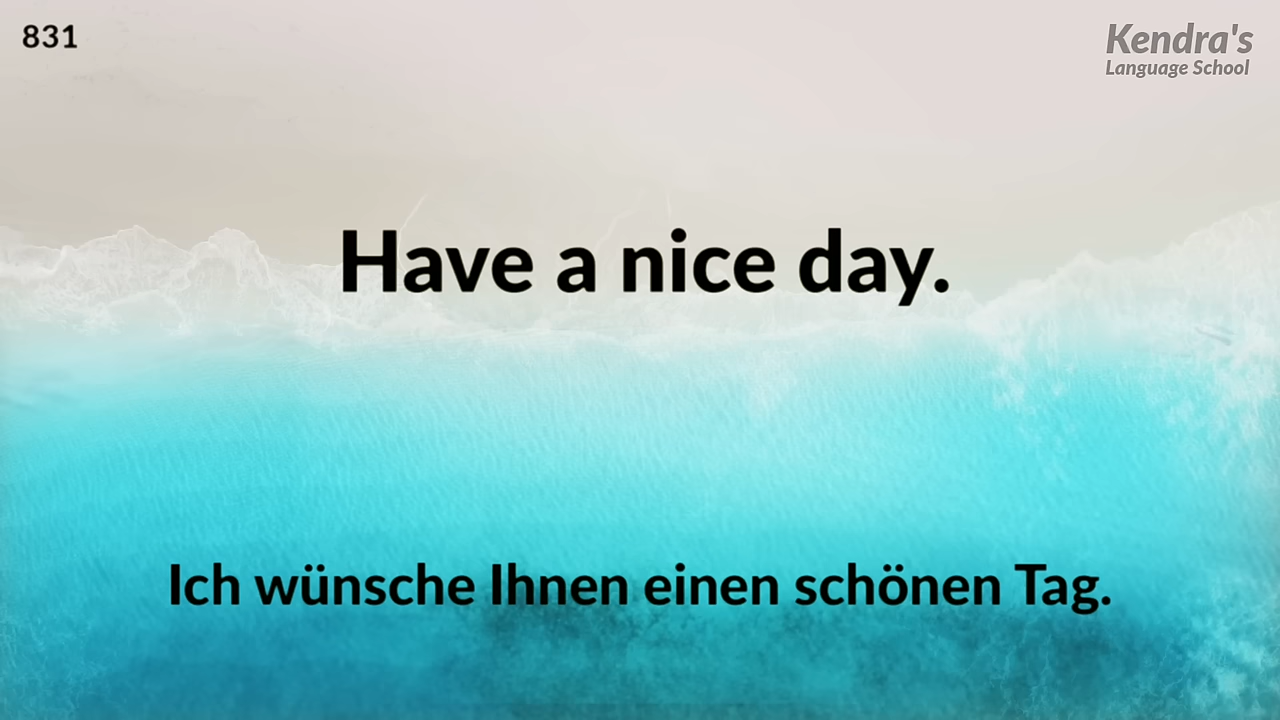 831
Kendra's
Language School
Have a nice day.
Ich wünsche Ihnen einen schönen Tag.